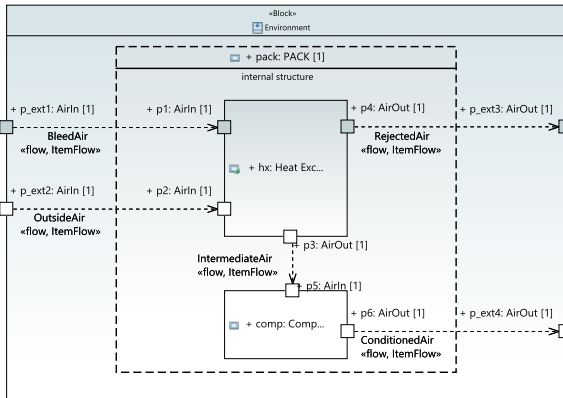 «Block»
Environment
+ pack: PACK [1]
internal structure
+ p_ext1: AirIn [1]
+ p1: AirIn [1]
+ p4: AirOut [1]
+ p_ext3: AirOut [1]
BleedAir
«flow, ItemFlow»
RejectedAir
«flow, ItemFlow»
+ hx: Heat Exc...
+ p_ext2: AirIn [1]
+ p2: AirIn [1]
OutsideAir
«flow, ItemFlow»
+ p3: AirOut [1]
IntermediateAir
«flow, ItemFlow»
+ p5: AirIn [1]
+ comp: Comp...
+ p6: AirOut [1]
+ p_ext4: AirOut [1]
ConditionedAir
«flow, ItemFlow»